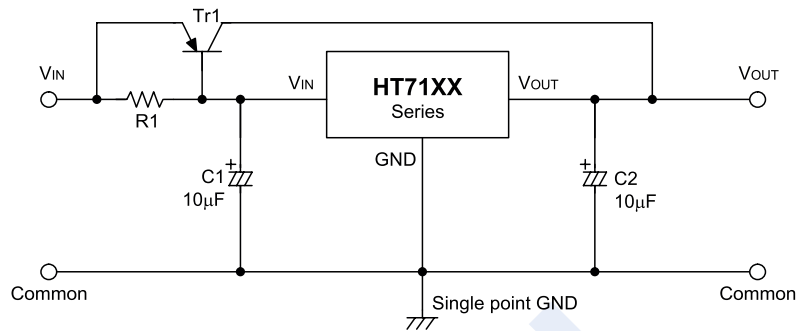 Tr1
VIN
R1
VIN
HT71XX
Series
VOUT
VOUT
GND
C1
10μF
C2
10μF
Common
Single point GND
Common